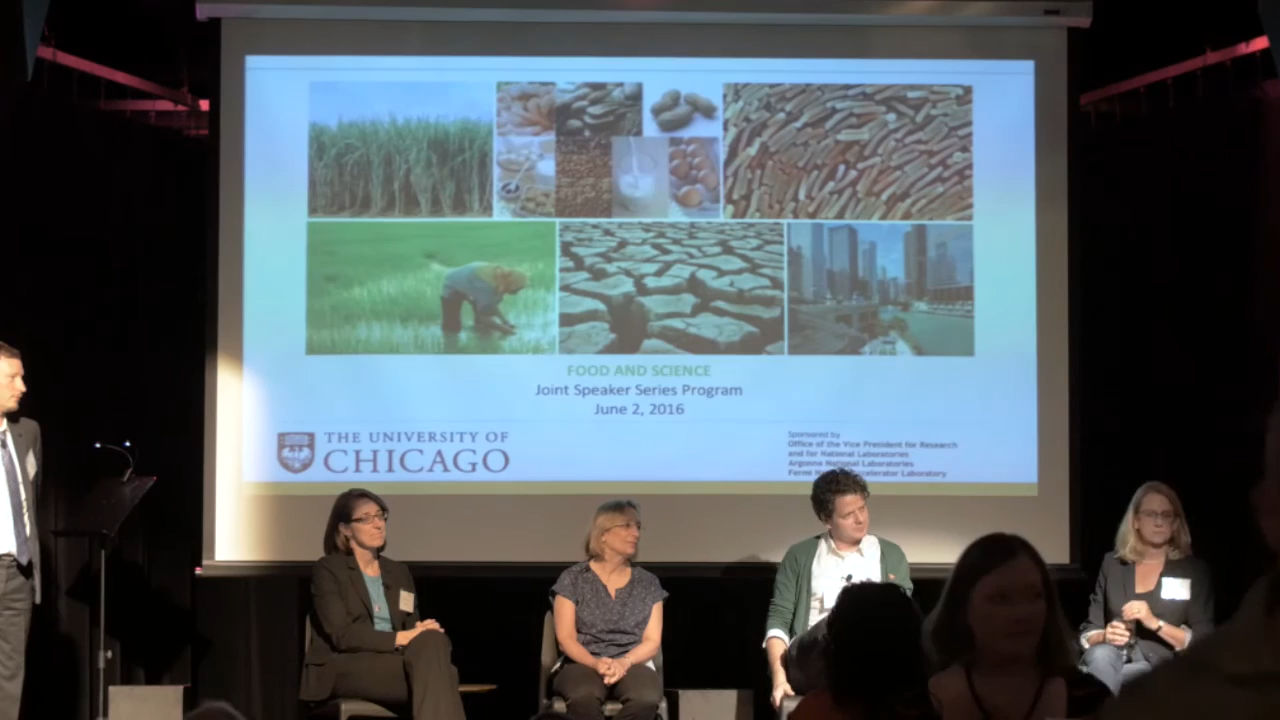 FOOD AND SCIENCE
Joint Speaker Series Program
June 2, 2016
THE UNIVERSITY OF
CHICAGO
Sponsored by
Office of the Vice President for Research
and for National Laboratories
Argonne National Laboratories
Fermi Accelerator Laboratory